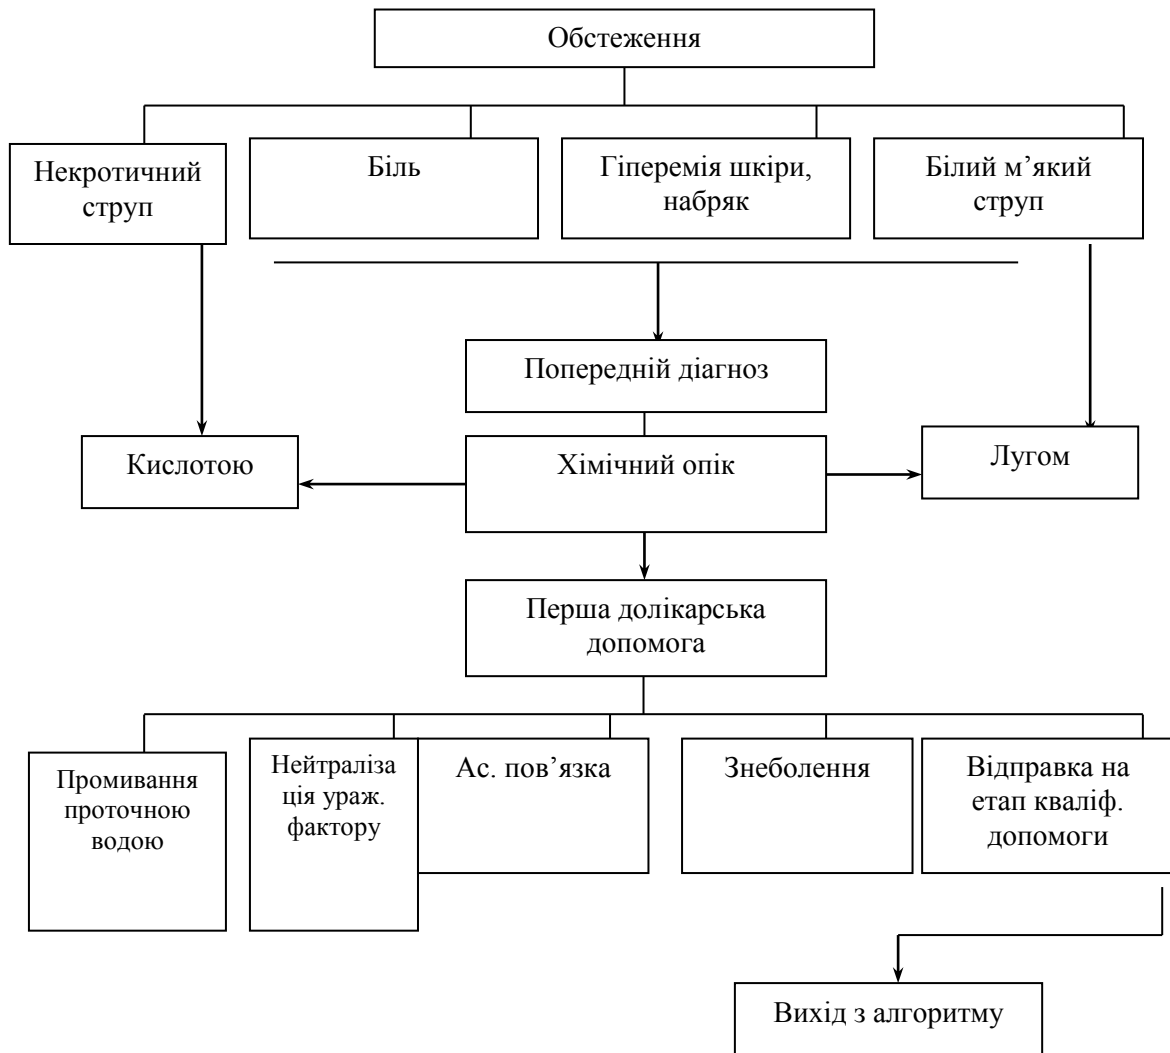 Обстеження
Некротичний
струп
Біль
Гіперемія шкіри,
набряк
Білий м’який
струп
Попередній діагноз
Кислотою
Хімічний опік
Лугом
Перша долікарська
допомога
Промивання
проточною
водою
Нейтраліза
ція ураж.
фактору
Ас. пов’язка
Знеболення
Відправка на
етап кваліф.
допомоги
Вихід з алгоритму